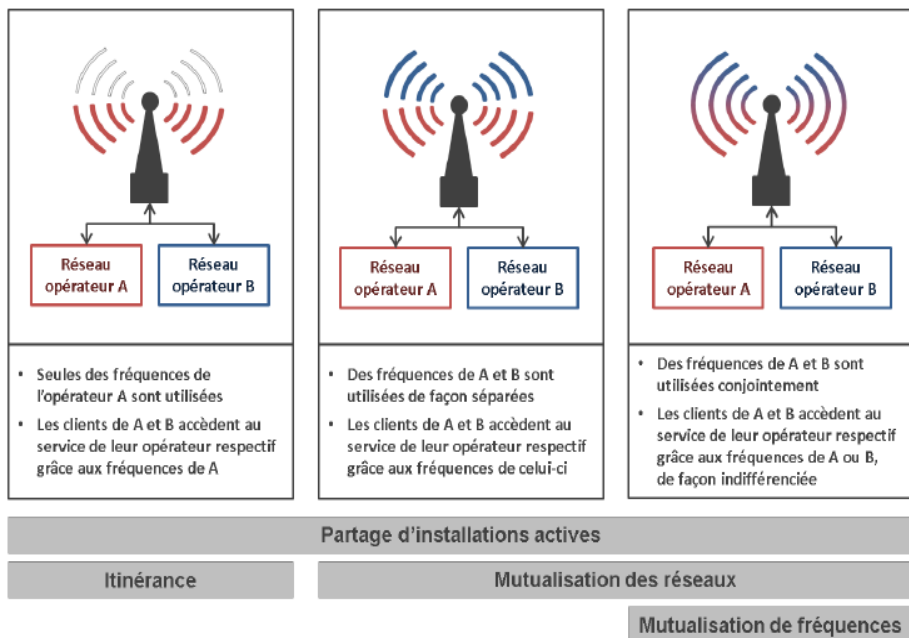 Réseau
opérateur A
Réseau
opérateur B
• Seules des fréquences de
l'opérateur A sont utilisées
• Les clients de A et B accèdent au
service de leur opérateur respectif
grâce aux fréquences de A
Réseau
opérateur A
Réseau
opérateur B
• Des fréquences de A et B sont
utilisées de façon séparées
• Les clients de A et B accèdent au
service de leur opérateur respectif
grâce aux fréquences de celui-ci
Réseau
opérateur A
Réseau
opérateur B
• Des fréquences de A et B sont
utilisées conjointement
• Les clients de A et B accèdent au
service de leur opérateur respectif
grâce aux fréquences de A ou B,
de façon indifférenciée
Partage d'installations actives
Itinérance
Mutualisation des réseaux
Mutualisation de fréquences